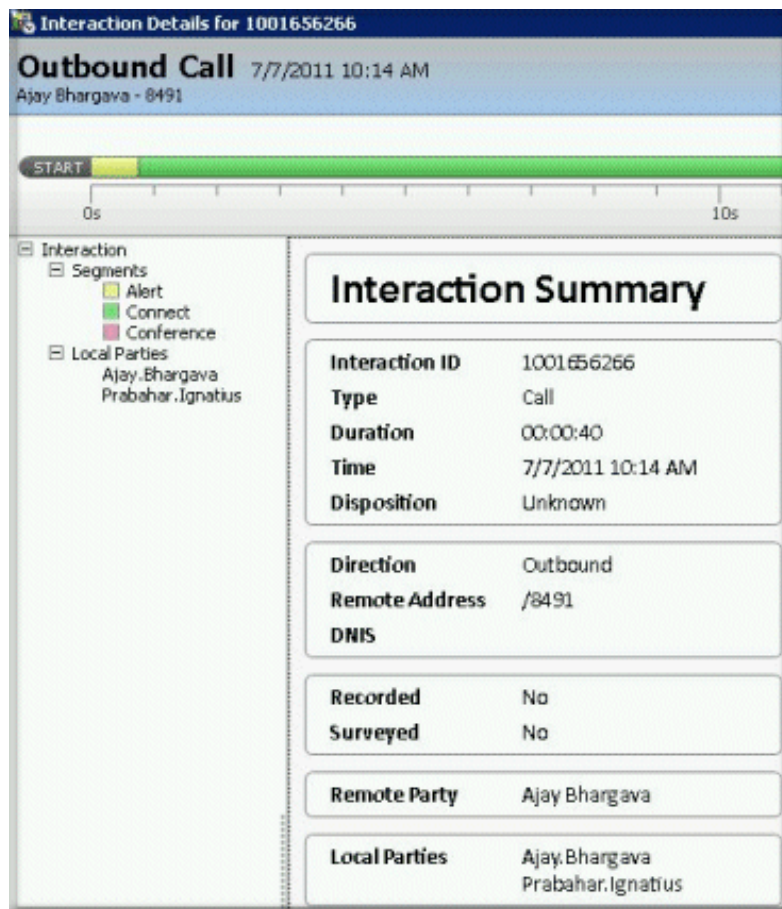 Interaction Details for 1001656266
Outbound Call 7/7/2011 10:14 AM
Ajay Bhargava - 8491
START
0s 10s
Interaction
Segments
Alert
Connect
Conference
Local Parties
Ajay.Bhargava
Prabahar.Ignatius
Interaction Summary
Interaction ID 1001656266
Type Call
Duration 00:00:40
Time 7/7/2011 10:14 AM
Disposition Unknown
Direction Outbound
Remote Address /8491
DNIS
Recorded No
Surveyed No
Remote Party Ajay Bhargava
Local Parties Ajay.Bhargava
Prabahar.Ignatius